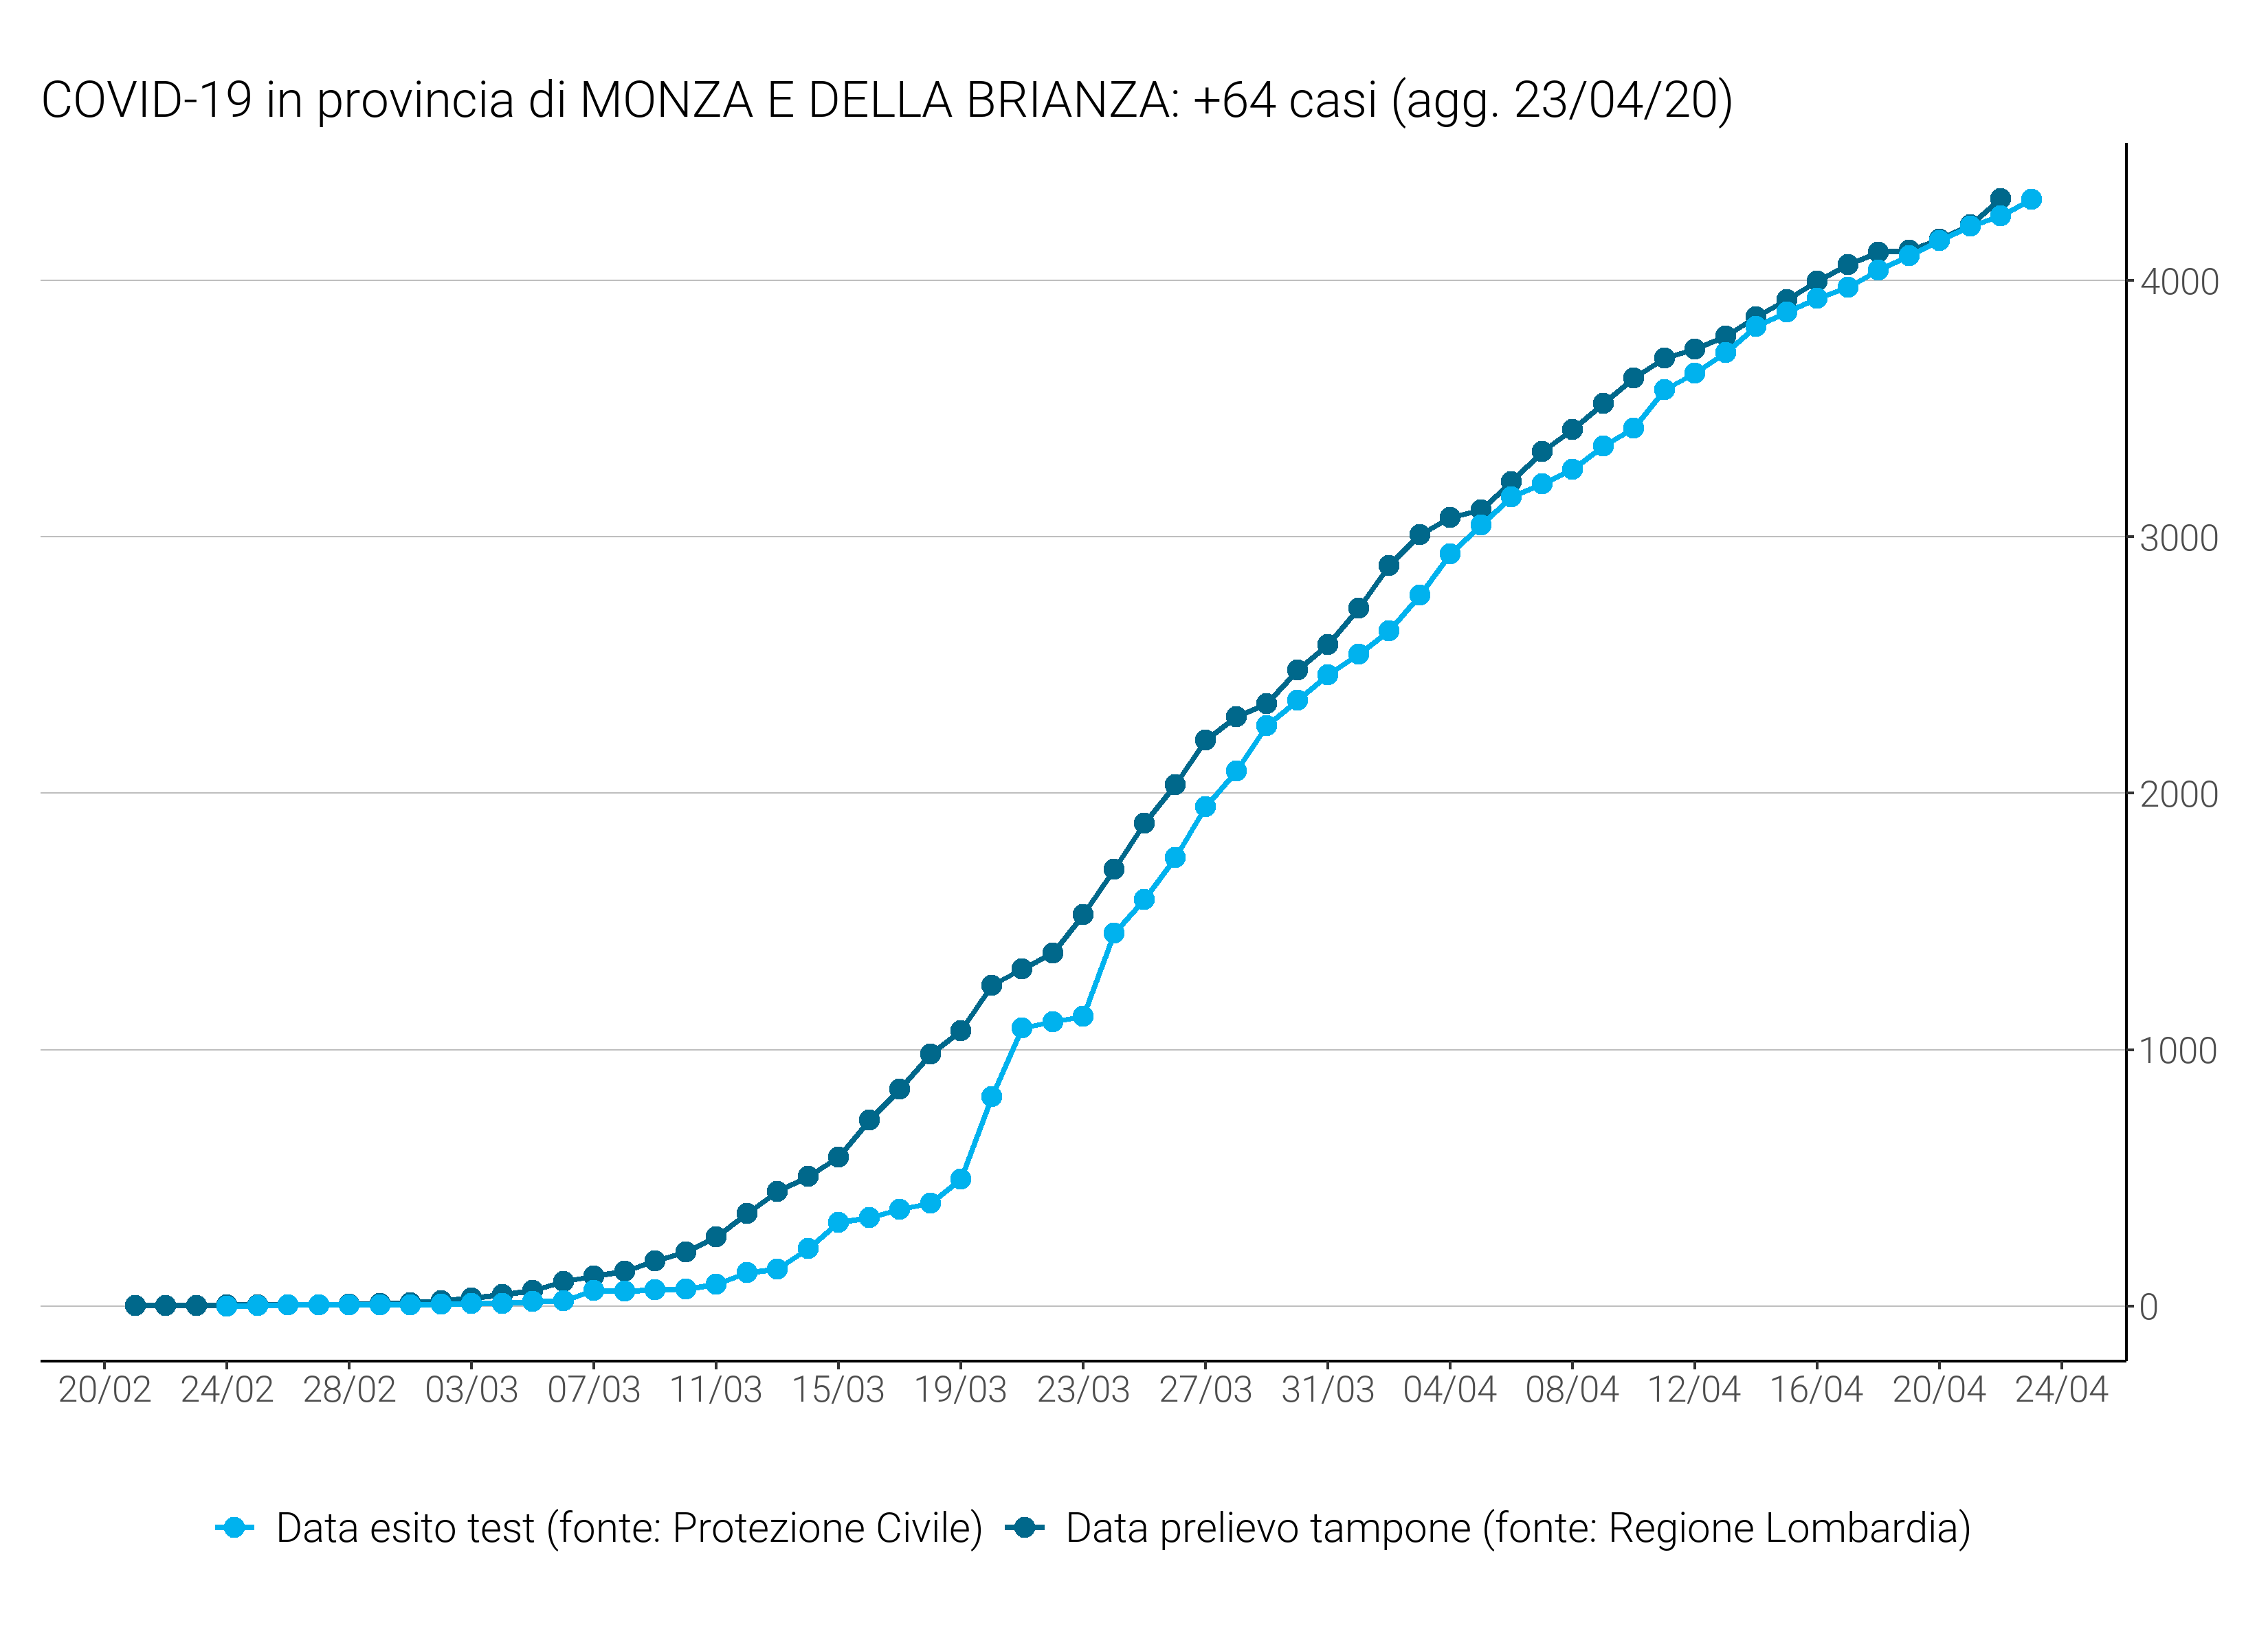 COVID-19 in provincia di MONZA E DELLA BRIANZA: +64 casi (agg. 23/04/20)
4000
3000
2000
1000
0
20/02 24/02 28/02 03/03 07/03 11/03 15/03 19/03 23/03 27/03 31/03 04/04 08/04 12/04 16/04 20/04 24/04
Data esito test (fonte: Protezione Civile) Data prelievo tampone (fonte: Regione Lombardia)